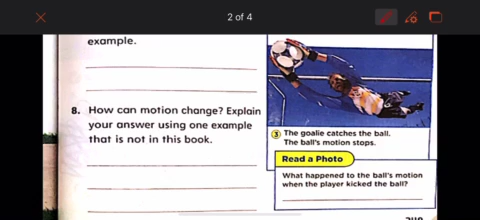 2 of 4
example.
8. How can motion change? Explain
your answer using one example
that is not in this book.
3 The goalie catches the ball.
The ball's motion stops.
Read a Photo
What happened to the ball's motion
when the player kicked the ball?